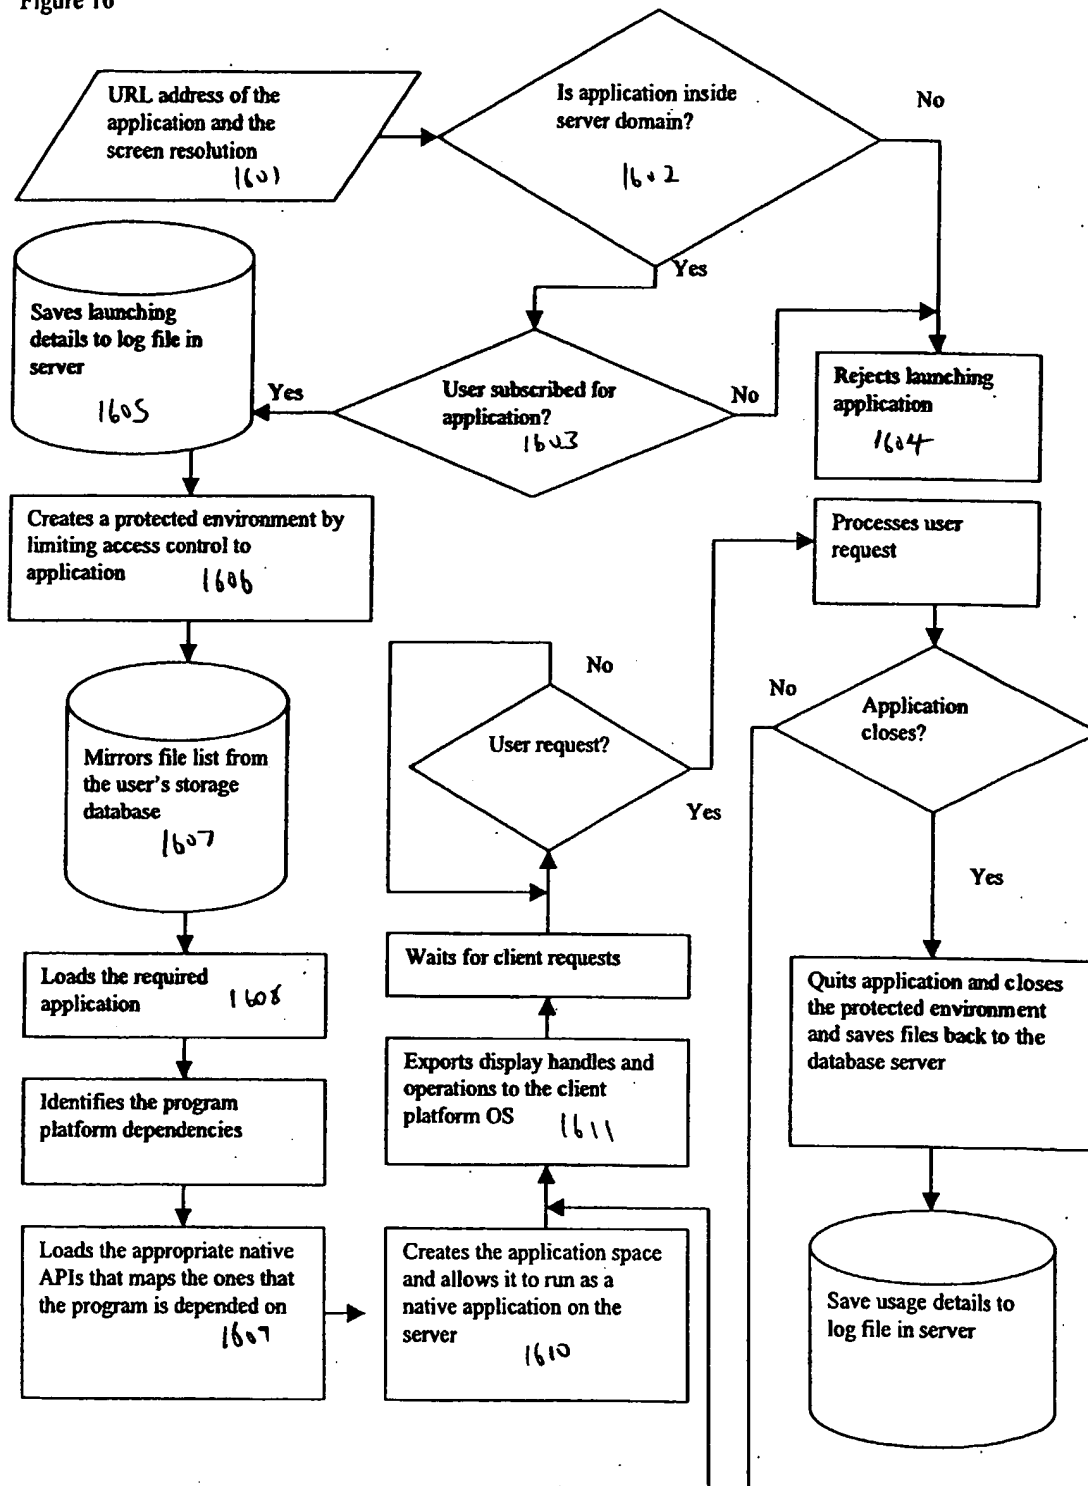 Figure 16
URL address of the
application and the
screen resolution
1601
Is application inside
server domain?
1602
No
Yes
Saves launching
details to log file in
server
1605
Yes
User subscribed for
application?
1603
No
Rejects launching
application
1604
Creates a protected environment by
limiting access control to
application
1606
Processes user
request
No
User request?
Yes
No
Application
closes?
Yes
Mirrors file list from
the user's storage
database
1607
Waits for client requests
Loads the required
application
1608
Quits application and closes
the protected environment
and saves files back to the
database server
Exports display handles and
operations to the client
platform OS
1611
Identifies the program
platform dependencies
Loads the appropriate native
APIs that maps the ones that
the program is depended on
1609
Creates the application space
and allows it to run as a
native application on the
server
1610
Save usage details to
log file in server